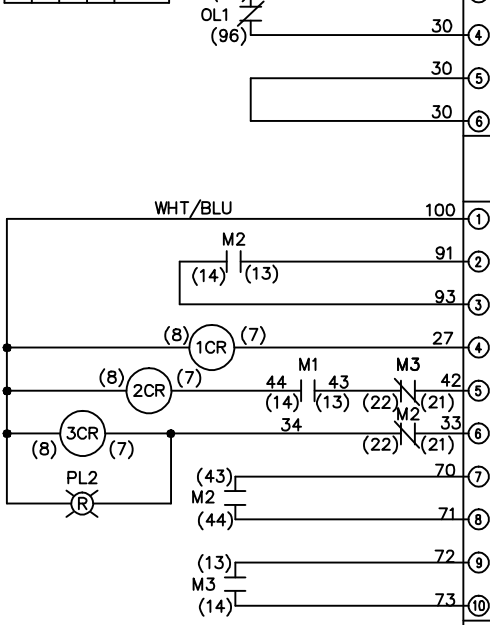 OL1
(96) 30 4
30 5
30 6
WHT/BLU 100 1
M2 91 2
(14) (13)
93 3
(8) 1CR (7) 27 4
M1 M3
(8) 2CR (7) 44 43 42 5
(14) (13) (22) (21)
M2
3CR 34 33 6
(8) (7) (22) (21)
PL2
R
(43) 70 7
M2
(44) 71 8
(13) 72 9
M3
(14) 73 10